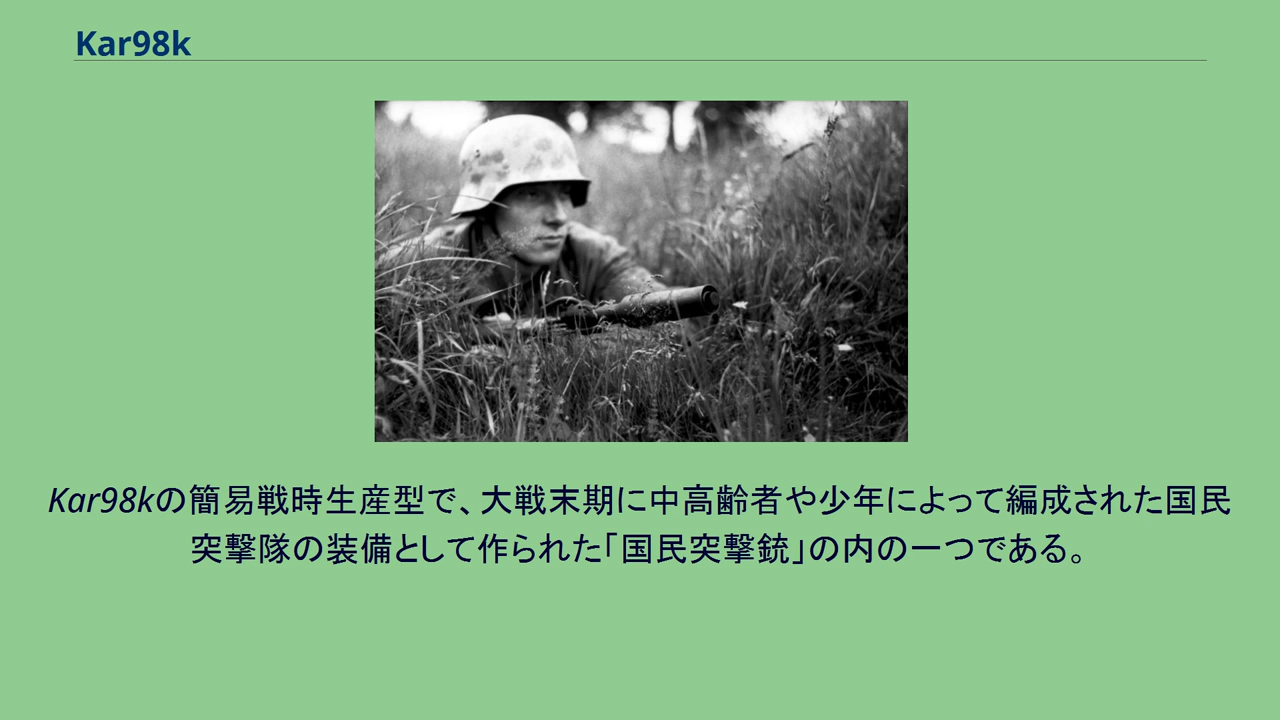 Kar98k
Kar98kの簡易戦時生産型で、大戦末期に中高齢者や少年によって編成された国民
突撃隊の装備として作られた「国民突撃銃」の内の一つである。